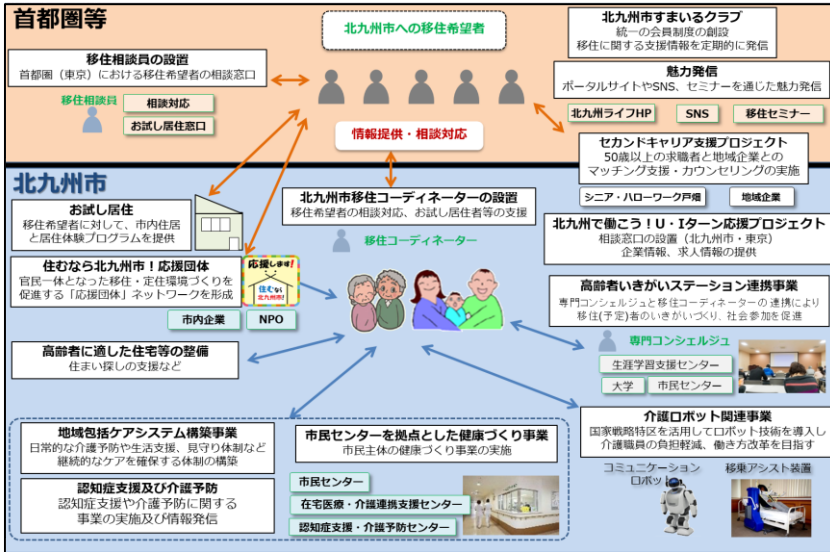 首都圏等
北九州市への移住希望者
北九州市すまいるクラブ
統一の会員制度の創設
移住に関する支援情報を定期的に発信
移住相談員の設置
首都圏（東京）における移住希望者の相談窓口
移住相談員
相談対応
お試し居住窓口
魅力発信
ポータルサイトやSNS、セミナーを通じた魅力発信
北九州ライフHP
SNS
移住セミナー
情報提供・相談対応
セカンドキャリア支援プロジェクト
50歳以上の求職者と地域企業との
マッチング支援・カウンセリングの実施
シニア・ハローワーク戸畑
地域企業
北九州市
北九州市移住コーディネーターの設置
移住希望者の相談対応、お試し居住者等の支援
移住コーディネーター
お試し居住
移住希望者に対して、市内住居
と居住体験プログラムを提供
北九州で働こう！U・Iターン応援プロジェクト
相談窓口の設置（北九州市・東京）
企業情報、求人情報の提供
住むなら北九州市！応援団体
官民一体となった移住・定住環境づくりを
促進する「応援団体」ネットワークを形成
市内企業
NPO
応援します！
住むなら
北九州市！
高齢者いきがいステーション連携事業
専門コンシェルジュと移住コーディネーターの連携により
移住(予定)者のいきがいづくり、社会参加を促進
専門コンシェルジュ
生涯学習支援センター
大学
市民センター
高齢者に適した住宅等の整備
住まい探しの支援など
地域包括ケアシステム構築事業
日常的な介護予防や生活支援、見守り体制など
継続的なケアを確保する体制の構築
市民センターを拠点とした健康づくり事業
市民主体の健康づくり事業の実施
介護ロボット関連事業
国家戦略特区を活用してロボット技術を導入し
介護職員の負担軽減、働き方改革を目指す
コミュニケーション
ロボット
移乗アシスト装置
認知症支援及び介護予防
認知症支援や介護予防に関する
事業の実施及び情報発信
市民センター
在宅医療・介護連携支援センター
認知症支援・介護予防センター